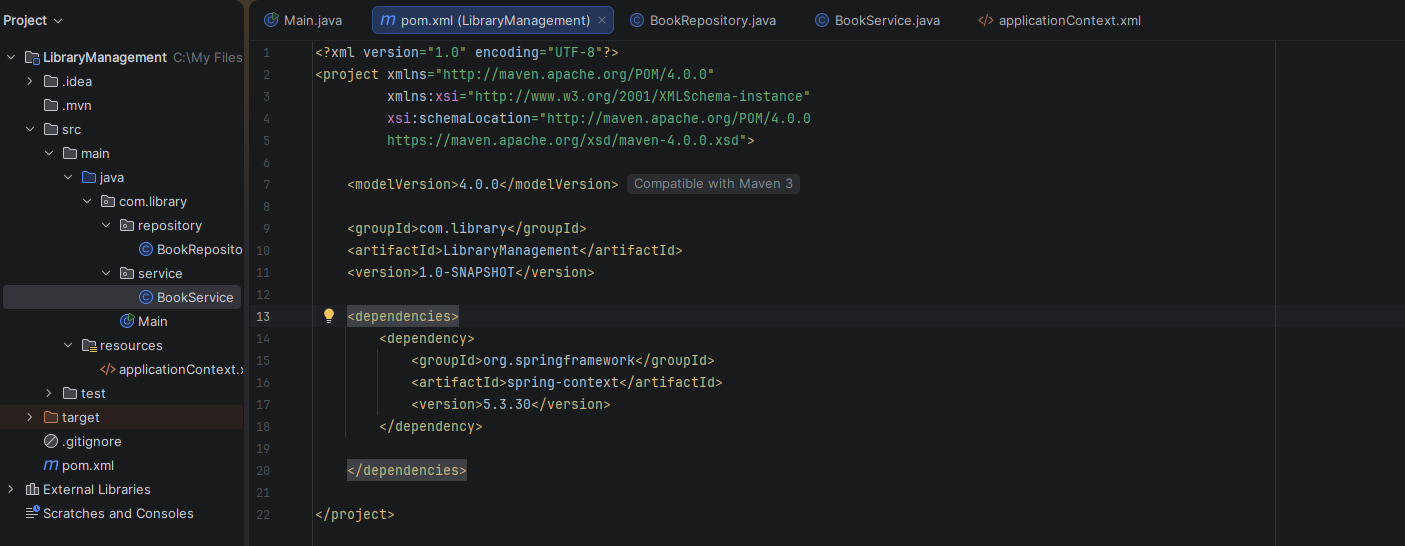 Project
LibraryManagement C:\My Files
.idea
.mvn
src
main
java
com.library
repository
BookReposito
service
BookService
Main
resources
applicationContext.x
test
target
.gitignore
pom.xml
External Libraries
Scratches and Consoles
Main.java
pom.xml (LibraryManagement)
BookRepository.java
BookService.java
applicationContext.xml
1 <?xml version="1.0" encoding="UTF-8"?>
2 <project xmlns="http://maven.apache.org/POM/4.0.0"
3 xmlns:xsi="http://www.w3.org/2001/XMLSchema-instance"
4 xsi:schemaLocation="http://maven.apache.org/POM/4.0.0
5 https://maven.apache.org/xsd/maven-4.0.0.xsd">
6
7 <modelVersion>4.0.0</modelVersion> Compatible with Maven 3
8
9 <groupId>com.library</groupId>
10 <artifactId>LibraryManagement</artifactId>
11 <version>1.0-SNAPSHOT</version>
12
13 <dependencies>
14 <dependency>
15 <groupId>org.springframework</groupId>
16 <artifactId>spring-context</artifactId>
17 <version>5.3.30</version>
18 </dependency>
19
20 </dependencies>
21
22 </project>